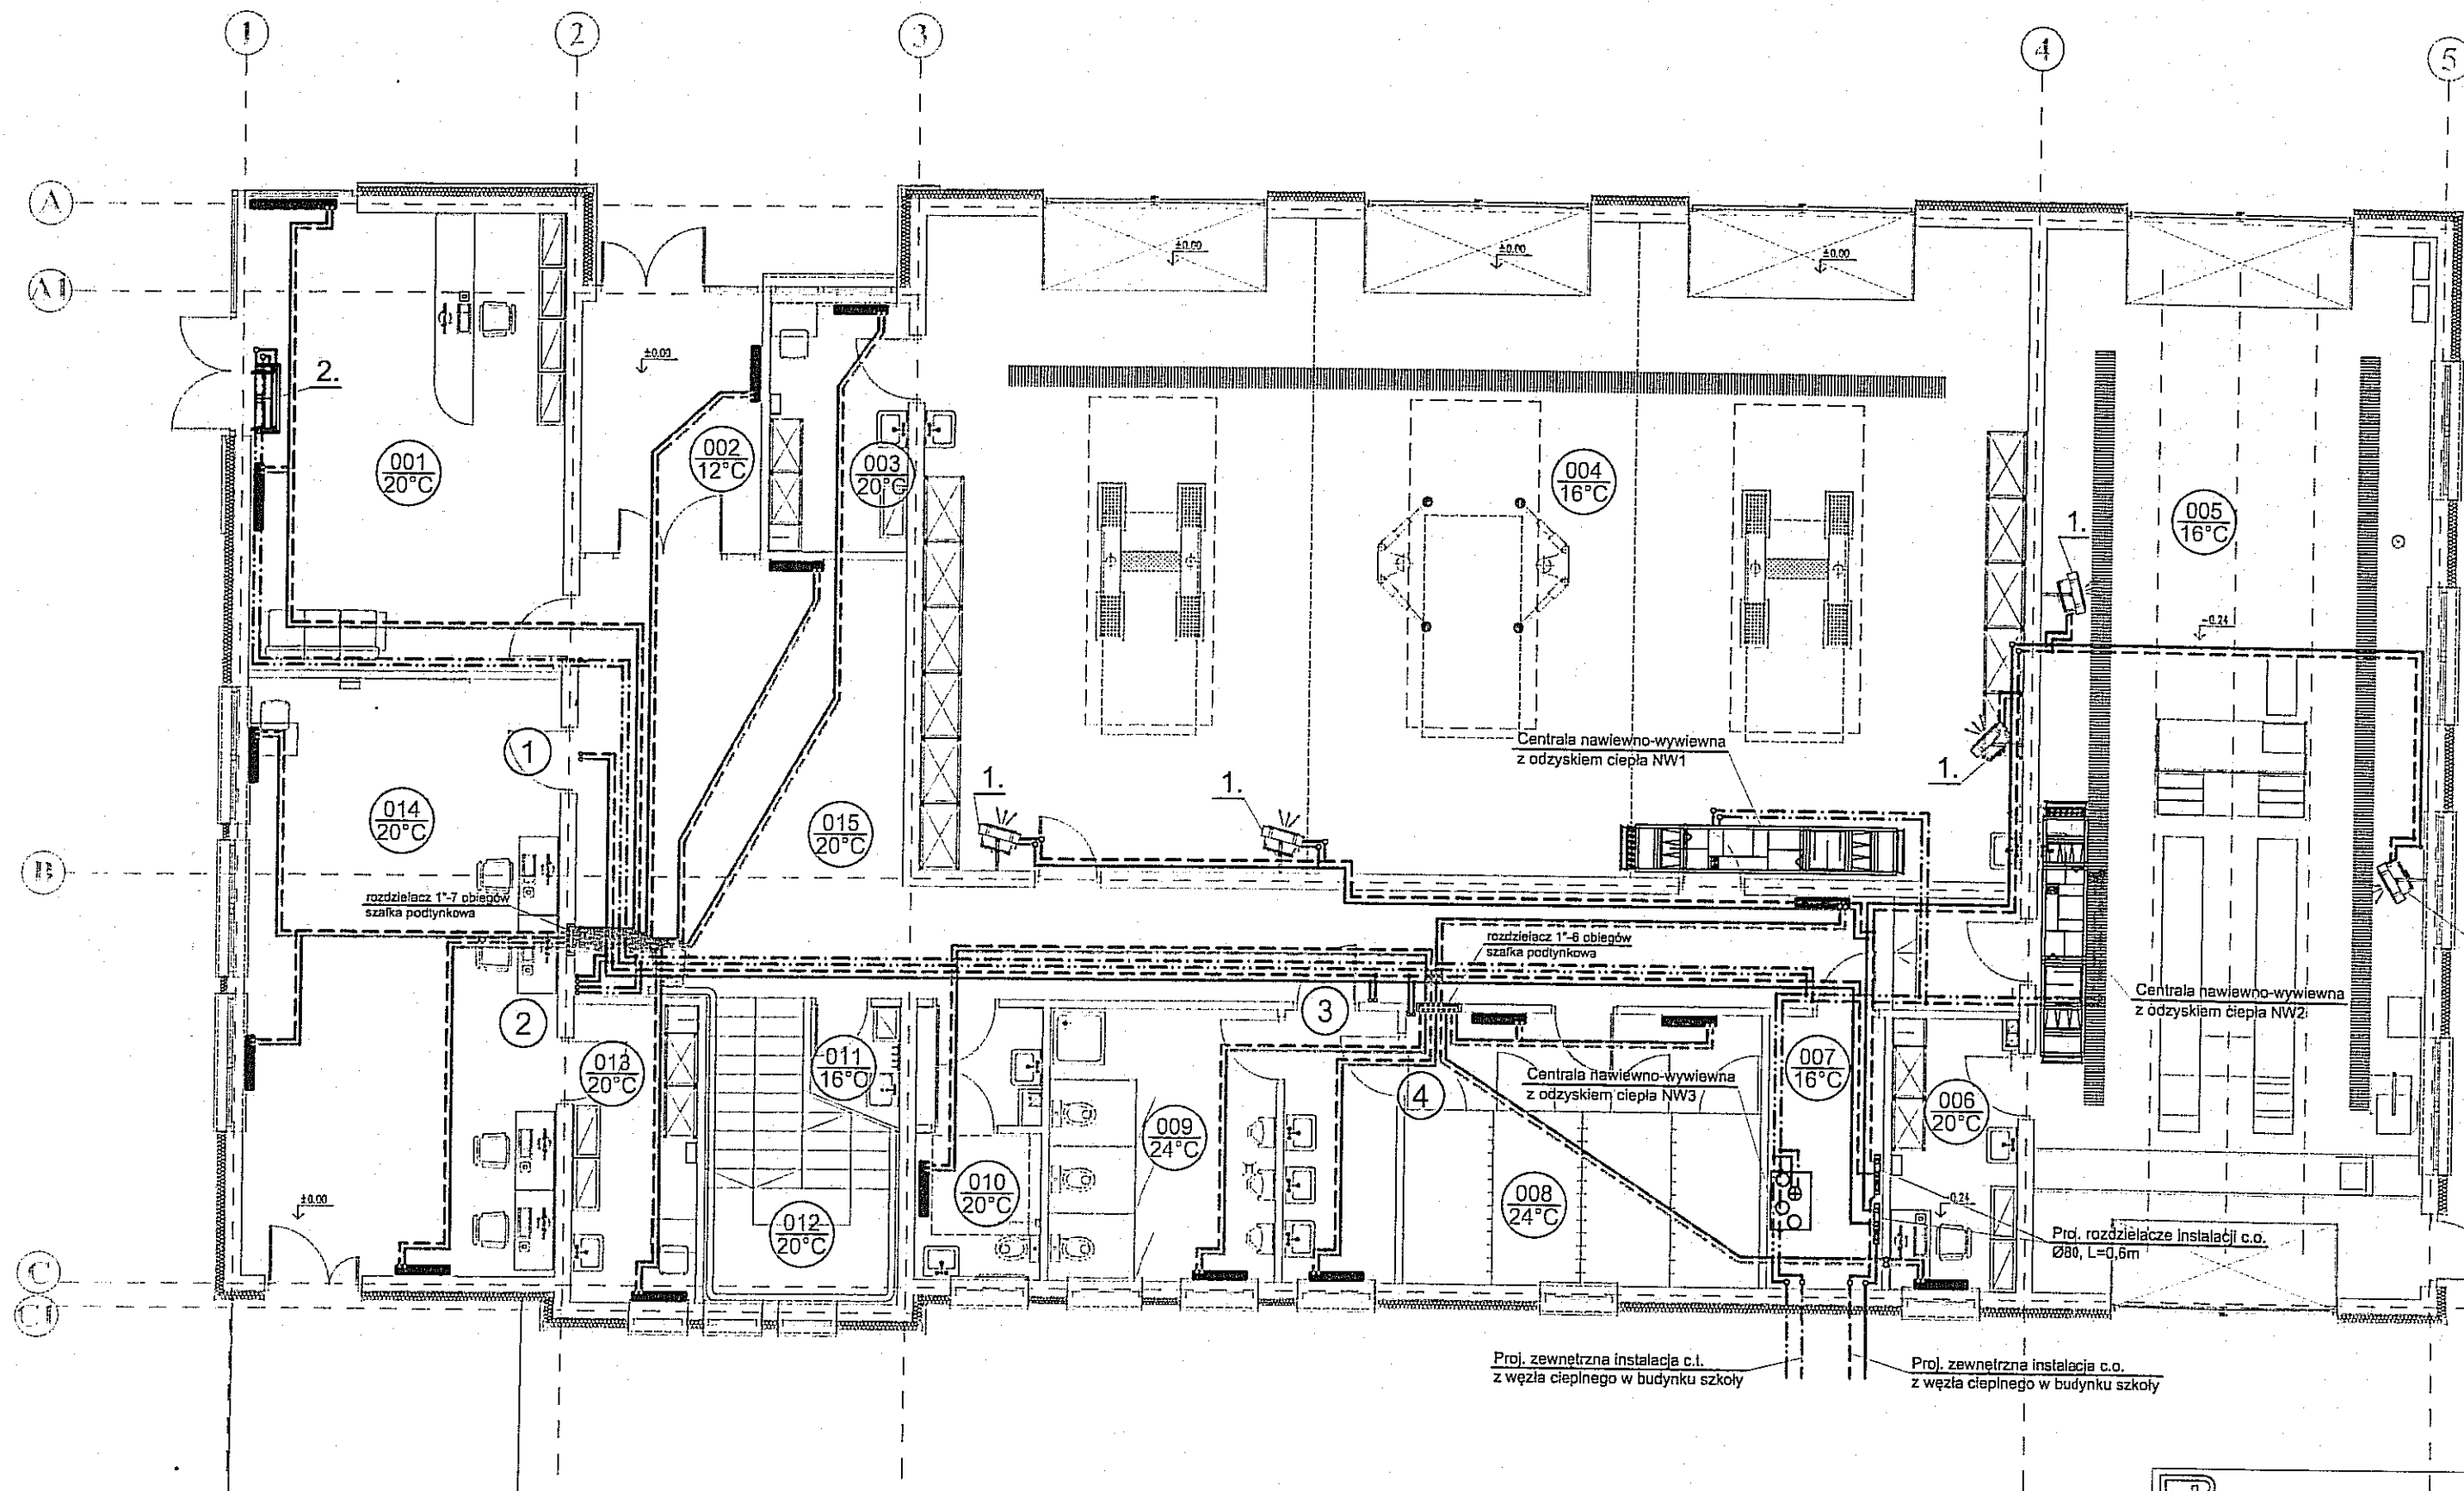 1
2
3
4
5
A
A1
B
C
C1
±0.00
±0.00
±0.00
±0.00
2.
001
20°C
002
12°C
003
20°C
004
16°C
005
16°C
1.
-0.24
1
014
20°C
015
20°C
1.
1.
1.
Centrala nawiewno-wywiewna
z odzyskiem ciepła NW1
rozdzielacz 1"-7 obiegów
szafka podtynkowa
rozdzielacz 1"-6 obiegów
szafka podtynkowa
Centrala nawiewno-wywiewna
z odzyskiem ciepła NW2
2
3
4
013
20°C
011
16°C
Centrala nawiewno-wywiewna
z odzyskiem ciepła NW3
007
16°C
006
20°C
009
24°C
010
20°C
008
24°C
012
20°C
±0.00
-0.24
Proj. rozdzielacze instalacji c.o.
Ø80, L=0,6m
Proj. zewnętrzna instalacja c.t.
z węzła cieplnego w budynku szkoły
Proj. zewnętrzna instalacja c.o.
z węzła cieplnego w budynku szkoły